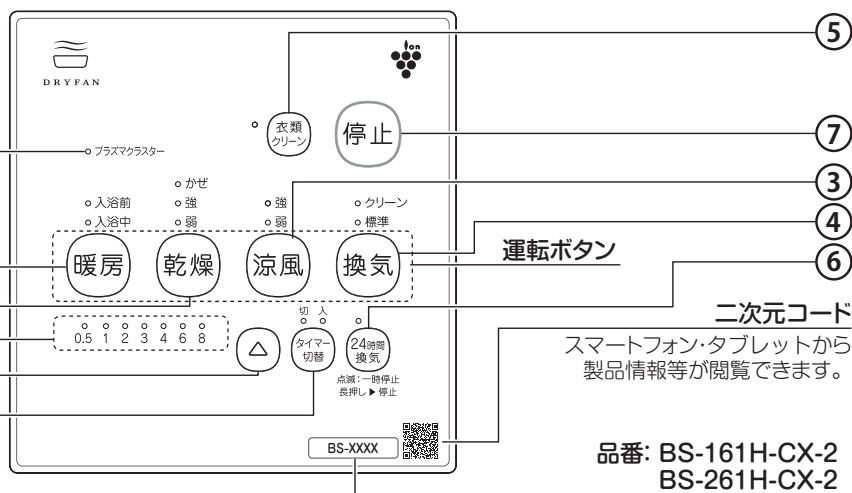 DRYFAN
ion
⑤
衣類
クリーン
停止
⑦
プラズマクラスター
③
入浴前
入浴中
かぜ
強
弱
強
弱
クリーン
標準
④
暖房
乾燥
涼風
換気
運転ボタン
⑥
0.5 1 2 3 4 6 8
△
切 入
タイマー
切替
24時間
換気
点滅：一時停止
長押し▶停止
二次元コード
スマートフォン・タブレットから
製品情報等が閲覧できます。
BS-XXXX
品番: BS-161H-CX-2
BS-261H-CX-2